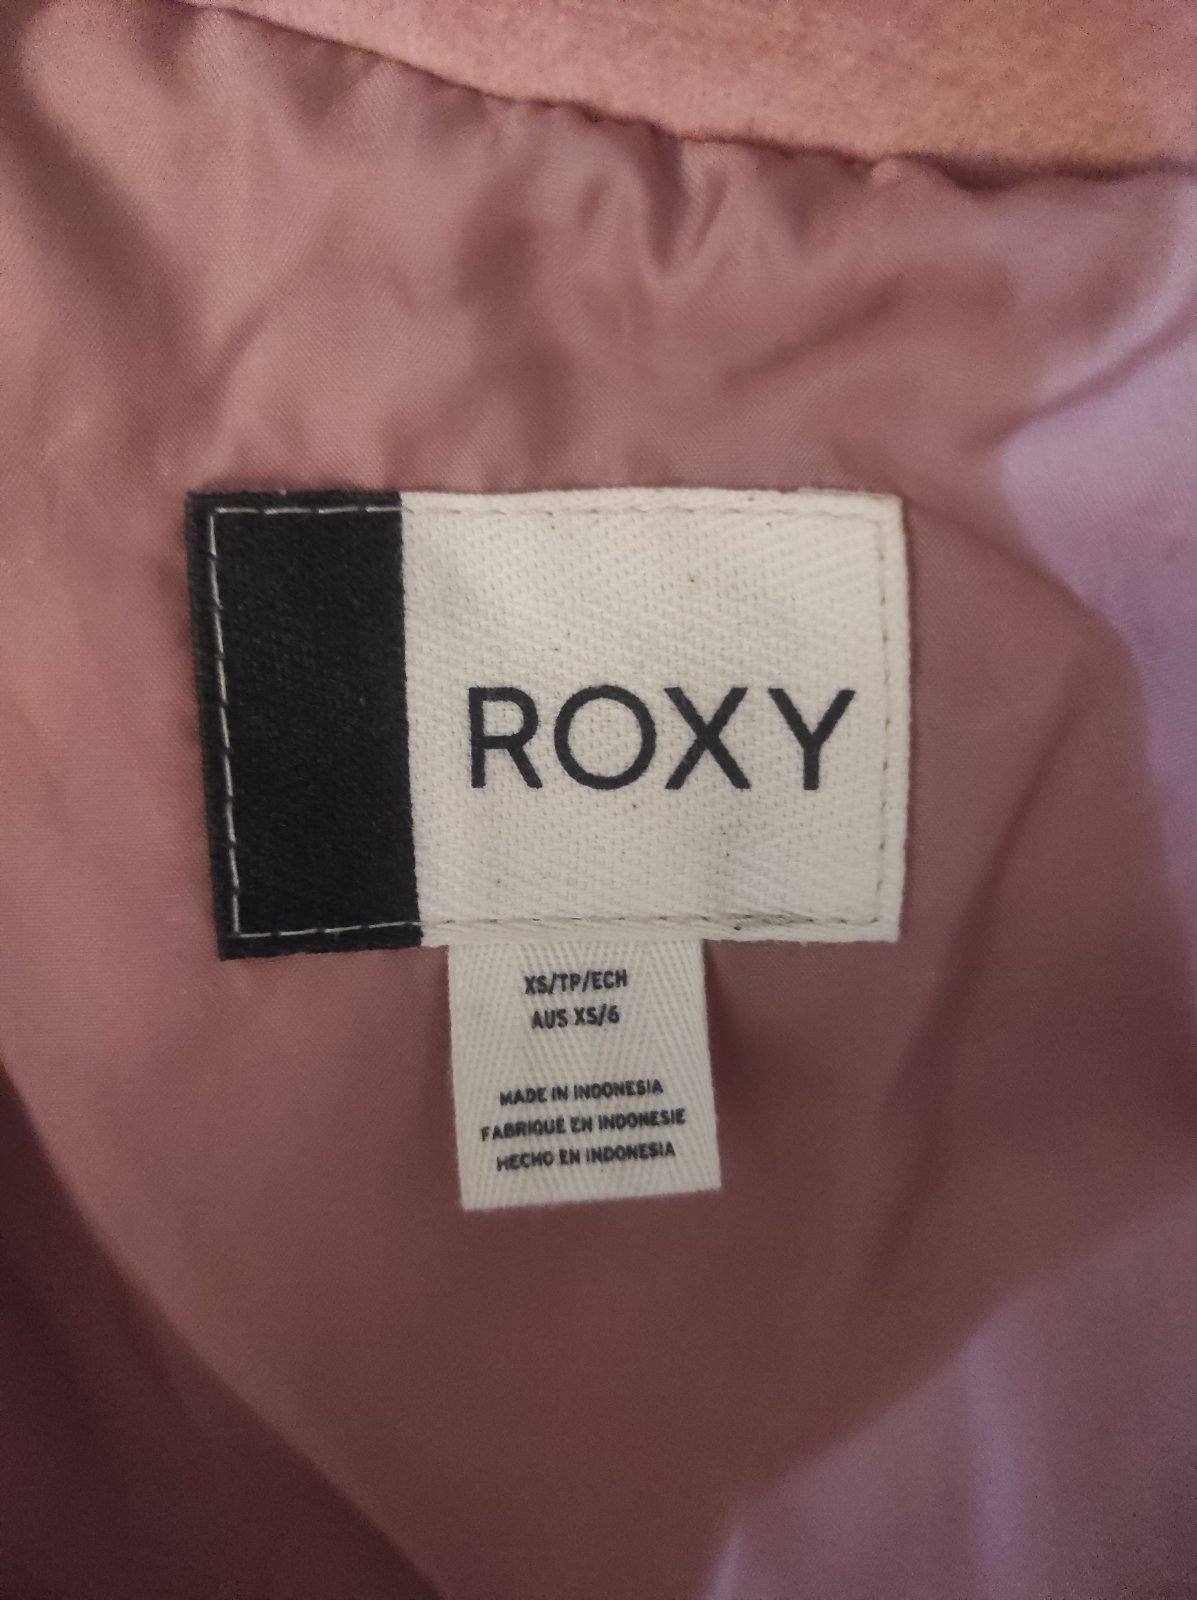 ROXY
XS/TP/ECH
AUS XS/6
MADE IN INDONESIA
FABRIQUÉ EN INDONESIE
HECHO EN INDONESIA